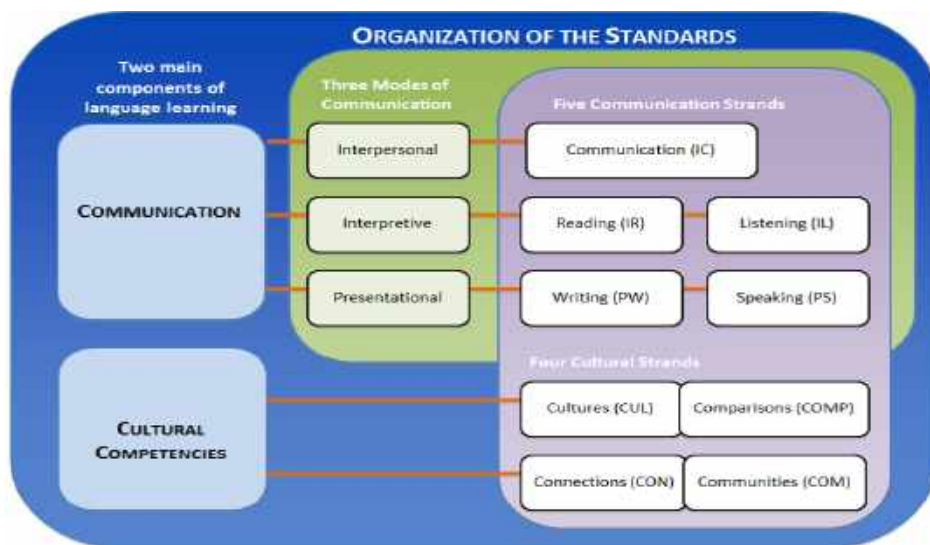 ORGANIZATION OF THE STANDARDS
Two main
components of
language learning
Three Modes of
Communication
Five Communication Strands
COMMUNICATION
Interpersonal
Communication (IC)
Interpretive
Reading (IR)
Listening (IL)
Presentational
Writing (PW)
Speaking (PS)
Four Cultural Strands
CULTURAL
COMPETENCIES
Cultures (CUL)
Comparisons (COMP)
Connections (CON)
Communities (COM)